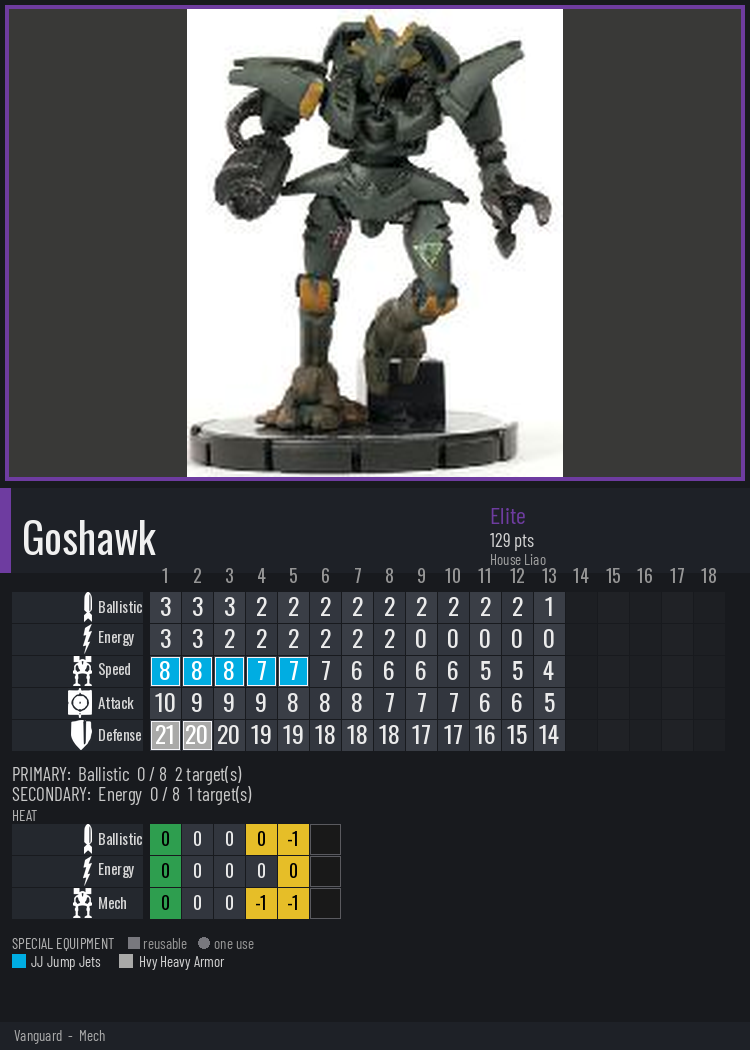 Goshawk
Elite
129 pts
House Liao
1 2 3 4 5 6 7 8 9 10 11 12 13 14 15 16 17 18
Ballistic 3 3 3 2 2 2 2 2 2 2 2 2 1
Energy 3 3 2 2 2 2 2 2 0 0 0 0 0
Speed 8 8 8 7 7 7 6 6 6 6 5 5 4
Attack 10 9 9 9 8 8 8 7 7 7 6 6 5
Defense 21 20 20 19 19 18 18 18 17 17 16 15 14
PRIMARY: Ballistic 0 / 8 2 target(s)
SECONDARY: Energy 0 / 8 1 target(s)
HEAT
Ballistic 0 0 0 0 -1
Energy 0 0 0 0 0
Mech 0 0 0 -1 -1
SPECIAL EQUIPMENT reusable one use
JJ Jump Jets Hvy Heavy Armor
Vanguard - Mech